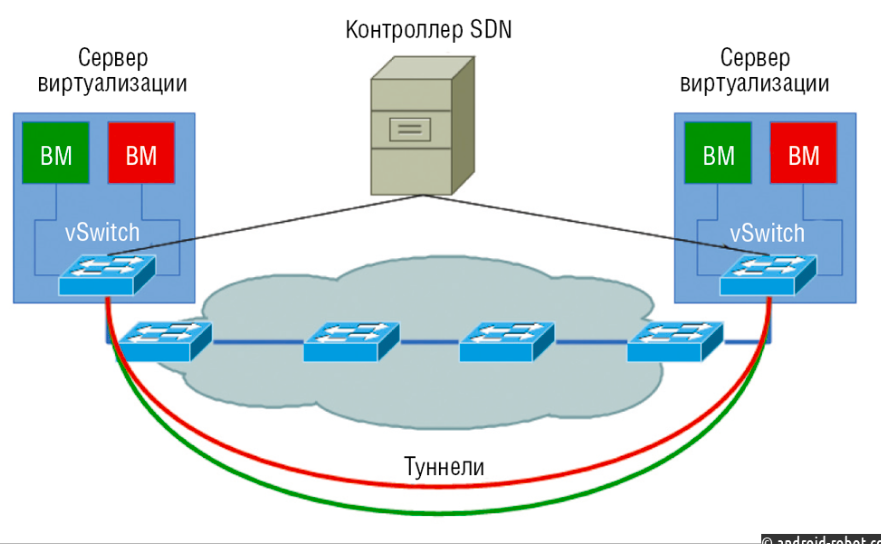 Контроллер SDN
Сервер
виртуализации
Сервер
виртуализации
ВМ
ВМ
ВМ
ВМ
vSwitch
vSwitch
Туннели